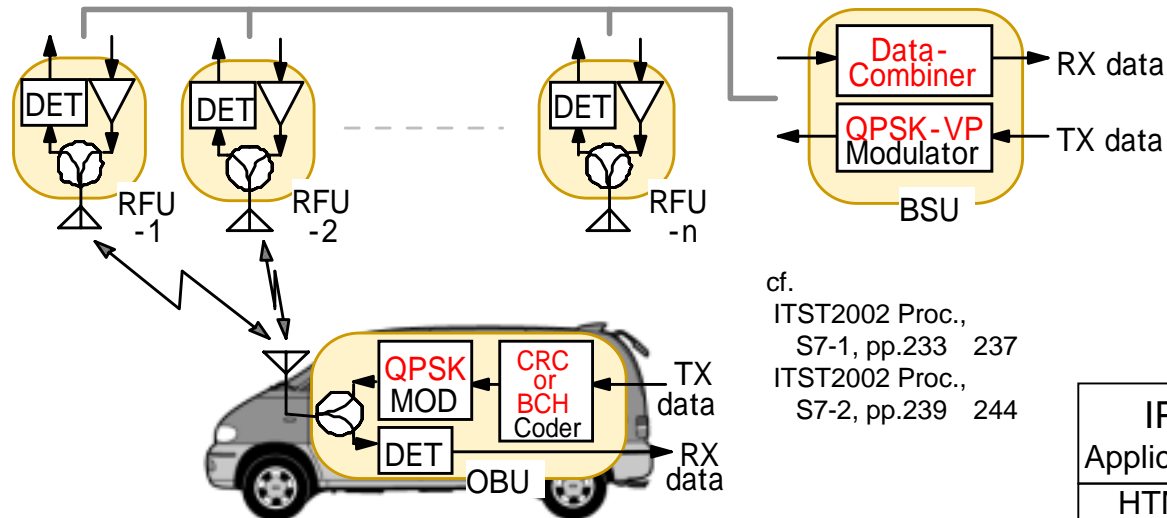 DET
RFU
-1
DET
RFU
-2
DET
RFU
-n
Data-
Combiner
RX data
QPSK-VP
Modulator
TX data
BSU
cf.
ITST2002 Proc.,
S7-1, pp.233 237
ITST2002 Proc.,
S7-2, pp.239 244
QPSK
MOD
CRC
or
BCH
Coder
TX
data
DET
RX
data
OBU